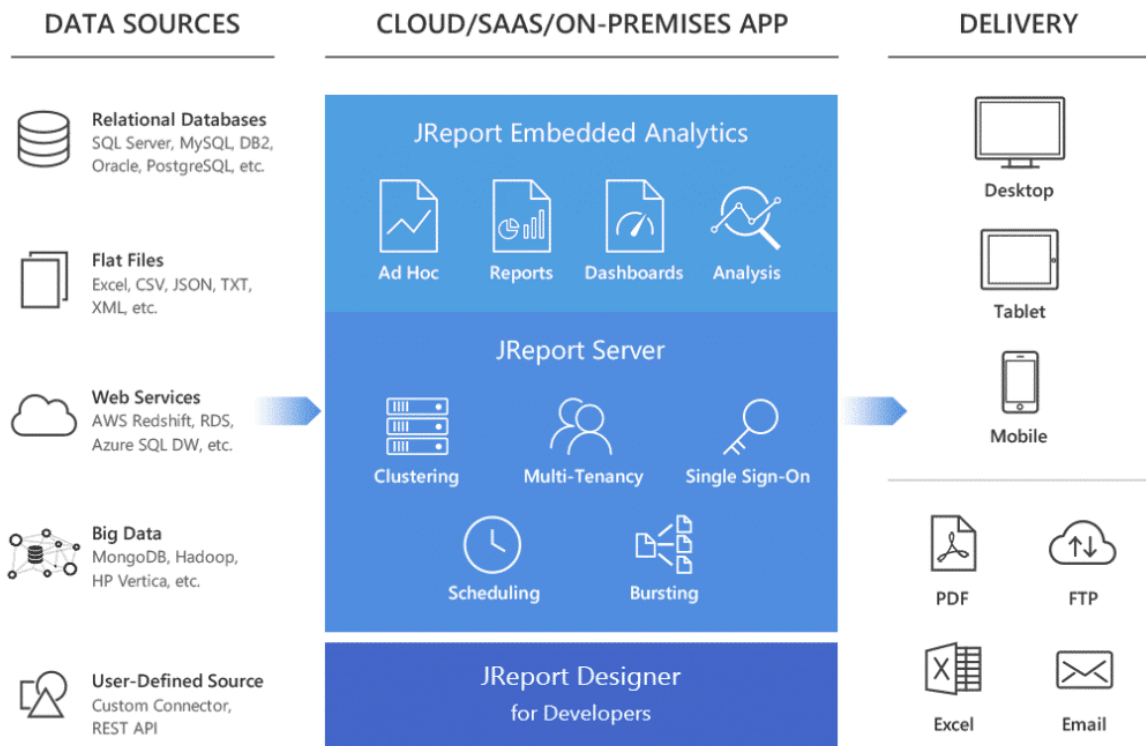 DATA SOURCES
CLOUD/SAAS/ON-PREMISES APP
DELIVERY
Relational Databases
SQL Server, MySQL, DB2,
Oracle, PostgreSQL, etc.
Flat Files
Excel, CSV, JSON, TXT,
XML, etc.
Web Services
AWS Redshift, RDS,
Azure SQL DW, etc.
Big Data
MongoDB, Hadoop,
HP Vertica, etc.
User-Defined Source
Custom Connector,
REST API
JReport Embedded Analytics
Ad Hoc
Reports
Dashboards
Analysis
JReport Server
Clustering
Multi-Tenancy
Single Sign-On
Scheduling
Bursting
JReport Designer
for Developers
Desktop
Tablet
Mobile
PDF
FTP
X
Excel
Email